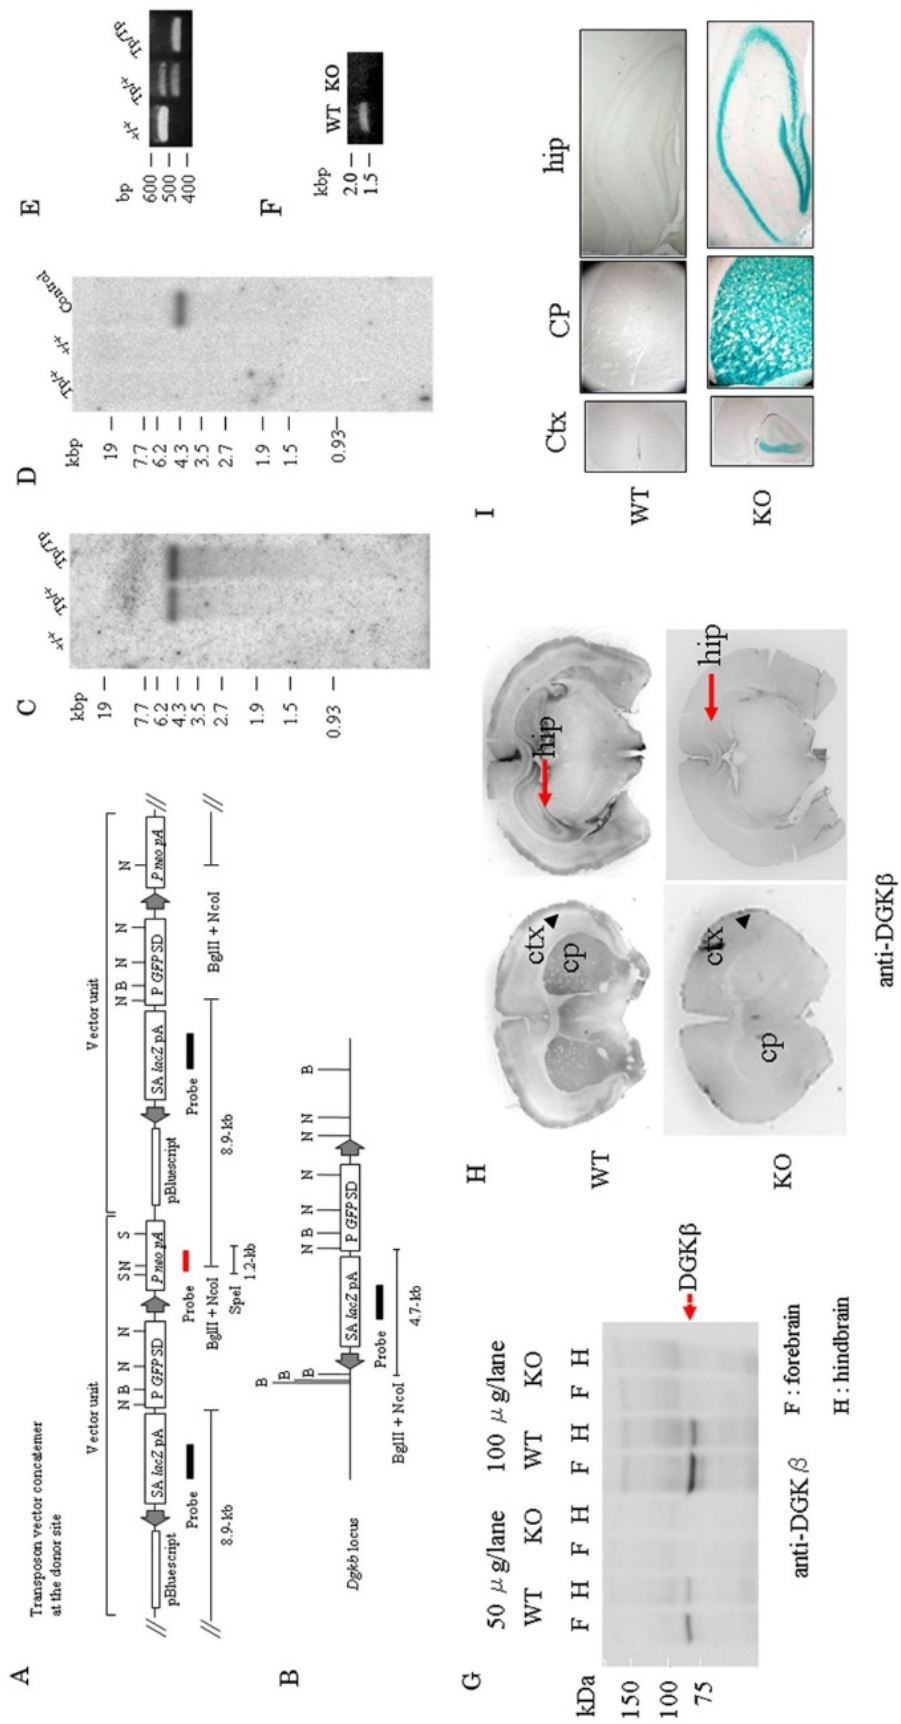 A
Transposon vector concatemer
at the donor site
Vector unit
Vector unit
N B N N S N S N B N N N
pBluescript SA lacZ pA P GFP SD P neo pA pBluescript SA lacZ pA P GFP SD P neo pA
Probe Probe Probe
8.9-kb BglII + NcoI 8.9-kb BglII + NcoI
SpeI
1.2-kb
B
B B B N B N N N N B
Dgkb locus
SA lacZ pA P GFP SD
Probe
BglII + NcoI 4.7-kb
C
+/+ Tp/+ Tp/Tp
kbp
19
7.7
6.2
4.3
3.5
2.7
1.9
1.5
0.93
D
Tp/+ +/+ Control
kbp
19
7.7
6.2
4.3
3.5
2.7
1.9
1.5
0.93
E
+/+ Tp/+ Tp/Tp
bp
600
500
400
F
WT KO
kbp
2.0
1.5
G
50 μg/lane 100 μg/lane
WT KO WT KO
kDa F H F H F H F H
150
100
75
DGKβ
anti-DGKβ
F : forebrain
H : hindbrain
H
WT
ctx
cp
hip
KO
ctx
cp
hip
anti-DGKβ
I
Ctx CP hip
WT
KO